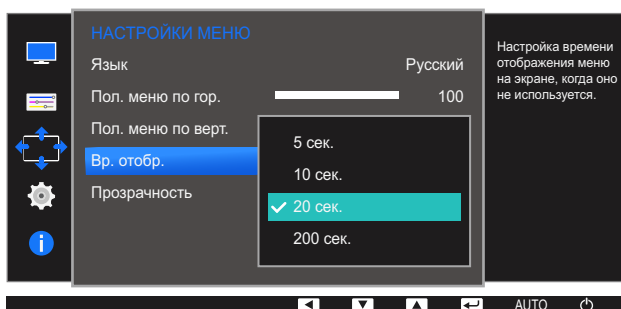 НАСТРОЙКИ МЕНЮ
Язык Русский
Пол. меню по гор. 100
Пол. меню по верт.
Вр. отобр.
Прозрачность
5 сек.
10 сек.
20 сек.
200 сек.
Настройка времени
отображения меню
на экране, когда оно
не используется.
AUTO